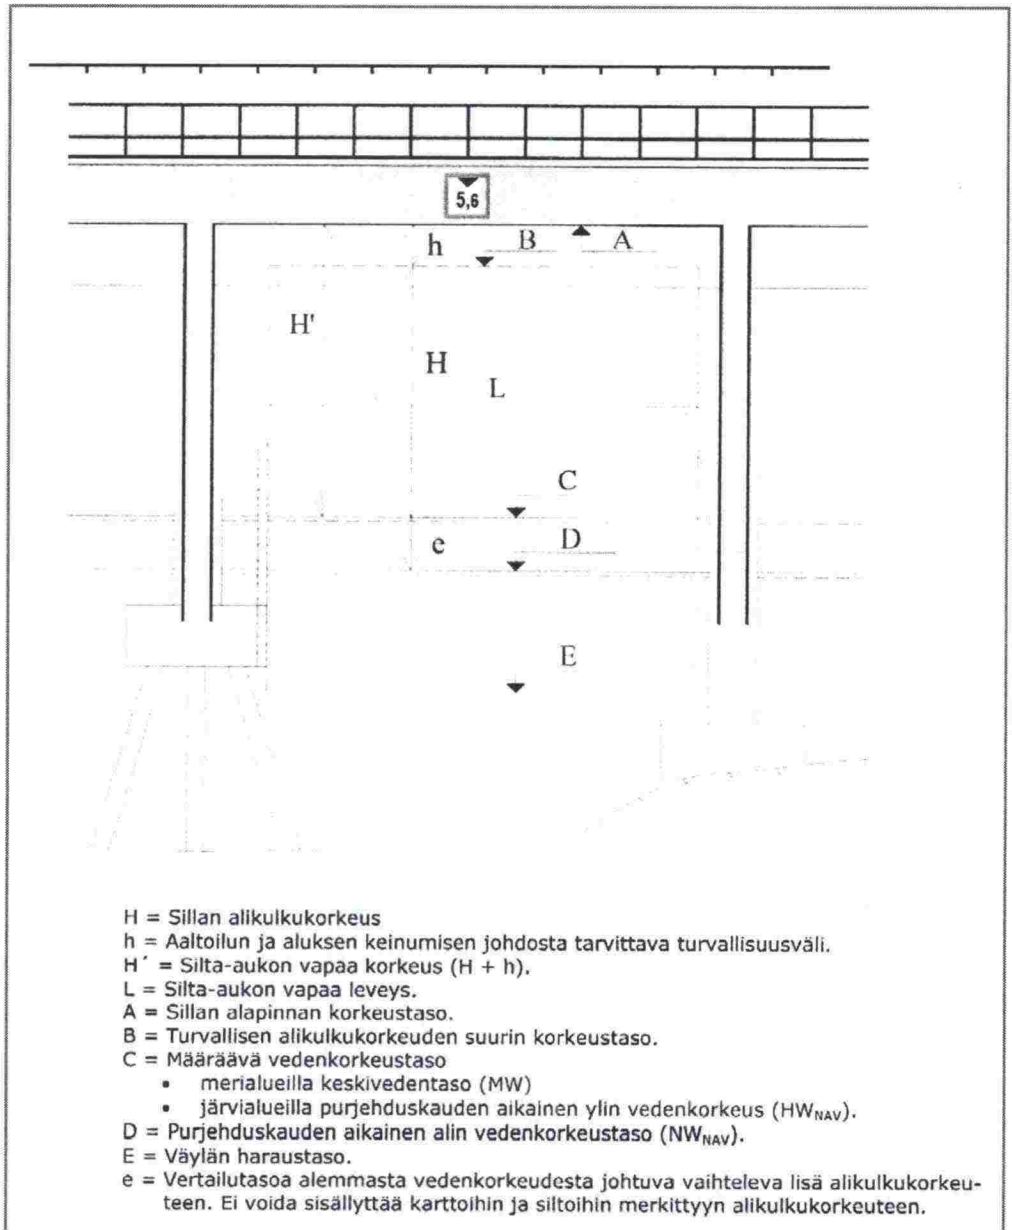 5,6
h
B
A
H'
H
L
C
e
D
E
H = Sillan alikulkukorkeus
h = Aaltoilun ja aluksen keinumisen johdosta tarvittava turvallisuusväli.
H´ = Silta-aukon vapaa korkeus (H + h).
L = Silta-aukon vapaa leveys.
A = Sillan alapinnan korkeustaso.
B = Turvallisen alikulkukorkeuden suurin korkeustaso.
C = Määräävä vedenkorkeustaso
• merialueilla keskivedentaso (MW)
• järvialueilla purjehduskauden aikainen ylin vedenkorkeus (HWNAV).
D = Purjehduskauden aikainen alin vedenkorkeustaso (NWNAV).
E = Väylän haraustaso.
e = Vertailutasoa alemmasta vedenkorkeudesta johtuva vaihteleva lisä alikulkukorkeu-
teen. Ei voida sisällyttää karttoihin ja siltoihin merkittyyn alikulkukorkeuteen.